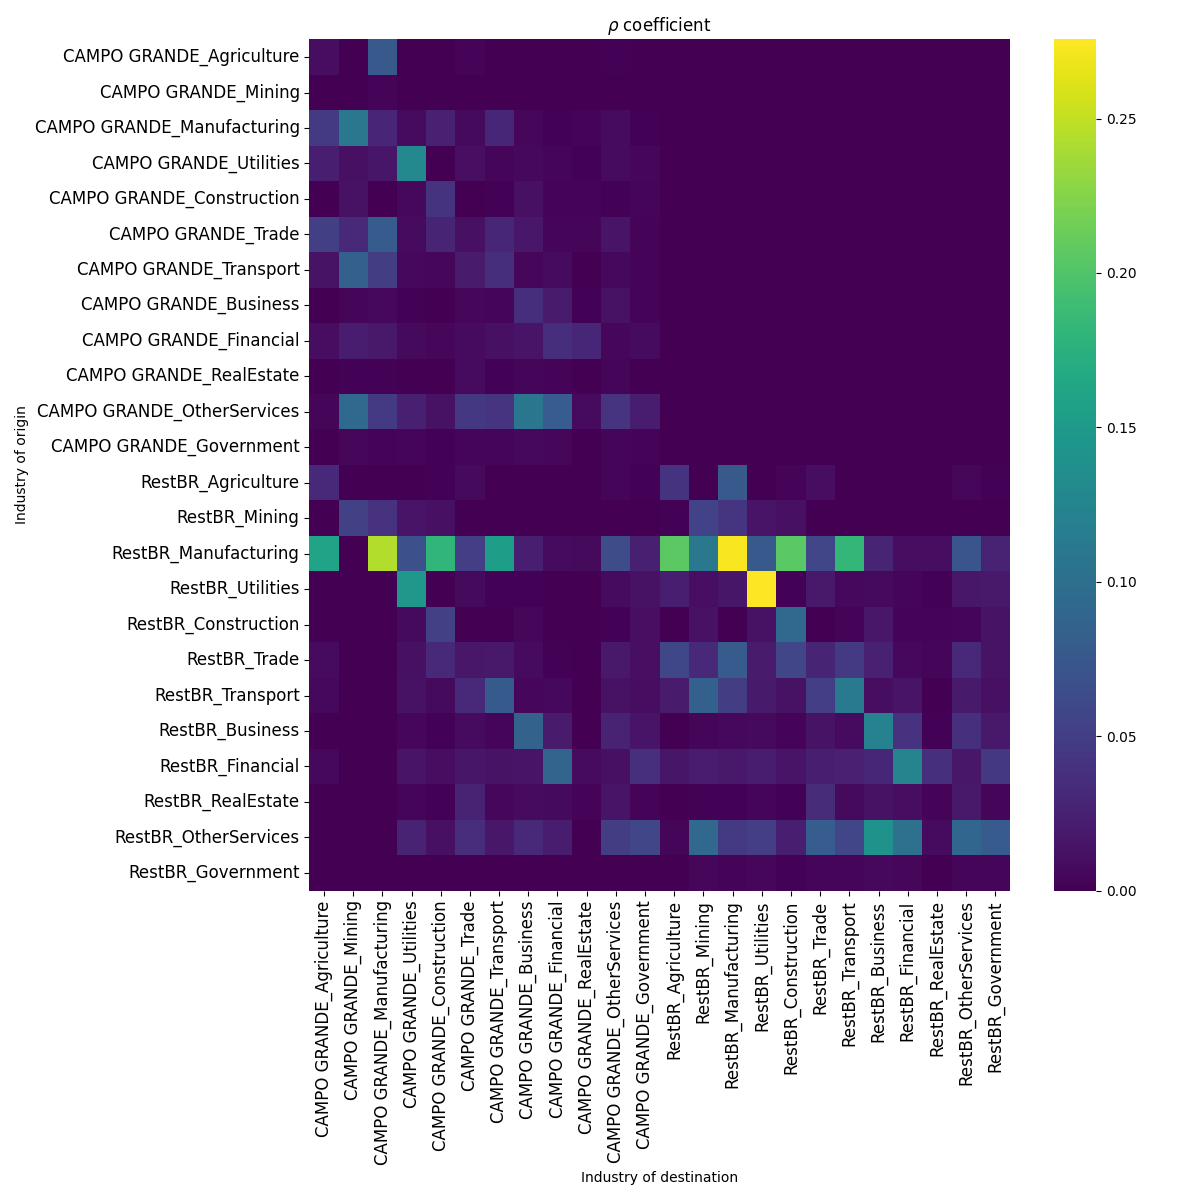 ρ coefficient
CAMPO GRANDE_Agriculture
CAMPO GRANDE_Mining
CAMPO GRANDE_Manufacturing
CAMPO GRANDE_Utilities
CAMPO GRANDE_Construction
CAMPO GRANDE_Trade
CAMPO GRANDE_Transport
CAMPO GRANDE_Business
CAMPO GRANDE_Financial
CAMPO GRANDE_RealEstate
CAMPO GRANDE_OtherServices
CAMPO GRANDE_Government
RestBR_Agriculture
RestBR_Mining
RestBR_Manufacturing
RestBR_Utilities
RestBR_Construction
RestBR_Trade
RestBR_Transport
RestBR_Business
RestBR_Financial
RestBR_RealEstate
RestBR_OtherServices
RestBR_Government
Industry of origin
CAMPO GRANDE_Agriculture
CAMPO GRANDE_Mining
CAMPO GRANDE_Manufacturing
CAMPO GRANDE_Utilities
CAMPO GRANDE_Construction
CAMPO GRANDE_Trade
CAMPO GRANDE_Transport
CAMPO GRANDE_Business
CAMPO GRANDE_Financial
CAMPO GRANDE_RealEstate
CAMPO GRANDE_OtherServices
CAMPO GRANDE_Government
RestBR_Agriculture
RestBR_Mining
RestBR_Manufacturing
RestBR_Utilities
RestBR_Construction
RestBR_Trade
RestBR_Transport
RestBR_Business
RestBR_Financial
RestBR_RealEstate
RestBR_OtherServices
RestBR_Government
Industry of destination
0.25
0.20
0.15
0.10
0.05
0.00